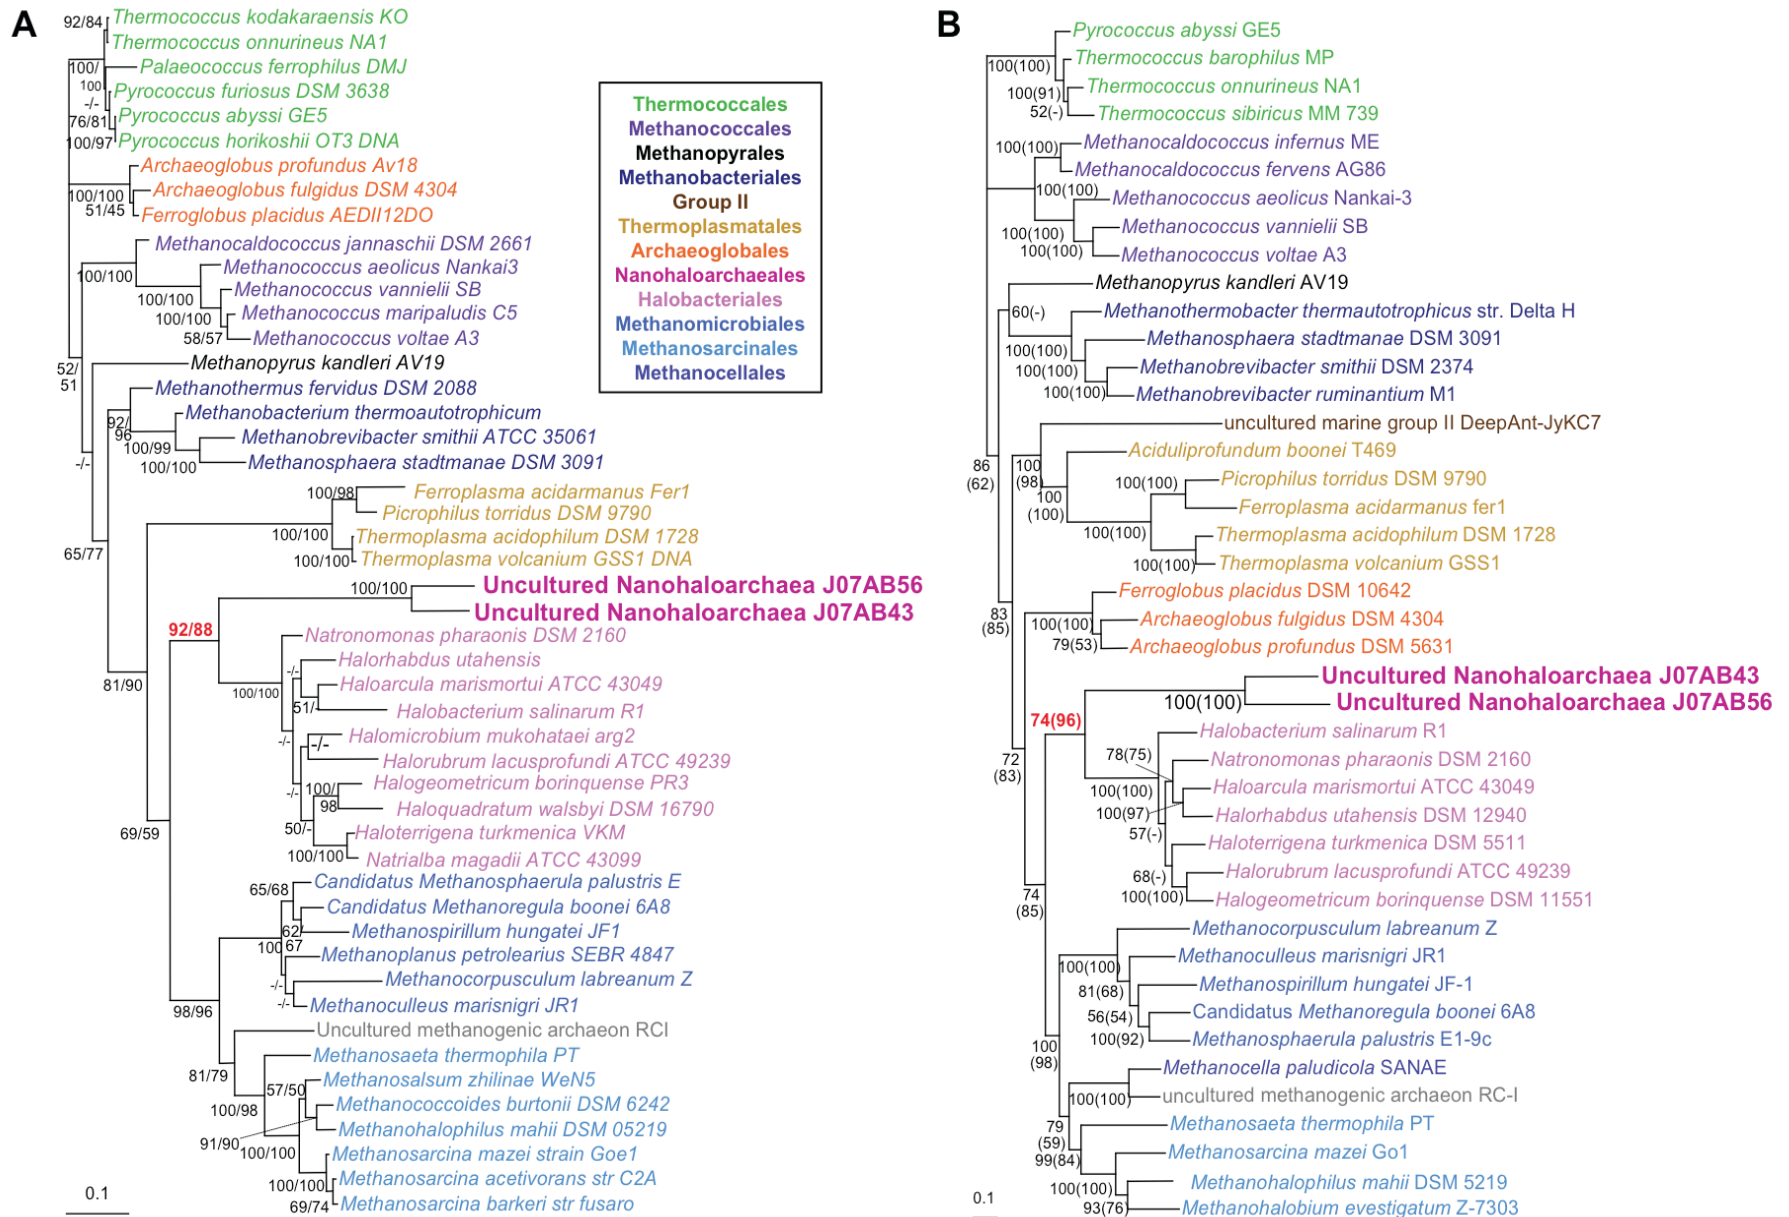 A
92/84
Thermococcus kodakaraensis KO
Thermococcus onnurineus NA1
100/
100
Palaeococcus ferrophilus DMJ
-/-
Pyrococcus furiosus DSM 3638
76/81
Pyrococcus abyssi GE5
100/97
Pyrococcus horikoshii OT3 DNA
Archaeoglobus profundus Av18
100/100
Archaeoglobus fulgidus DSM 4304
51/45
Ferroglobus placidus AEDII12DO
Methanocaldococcus jannaschii DSM 2661
100/100
Methanococcus aeolicus Nankai3
100/100
Methanococcus vannielii SB
100/100
Methanococcus maripaludis C5
58/57
Methanococcus voltae A3
52/
51
Methanopyrus kandleri AV19
Methanothermus fervidus DSM 2088
92/
96
Methanobacterium thermoautotrophicum
100/99
Methanobrevibacter smithii ATCC 35061
-/-
100/100
Methanosphaera stadtmanae DSM 3091
100/98
Ferroplasma acidarmanus Fer1
Picrophilus torridus DSM 9790
100/100
Thermoplasma acidophilum DSM 1728
65/77
100/100
Thermoplasma volcanium GSS1 DNA
100/100
Uncultured Nanohaloarchaea J07AB56
Uncultured Nanohaloarchaea J07AB43
92/88
Natronomonas pharaonis DSM 2160
-/-
Halorhabdus utahensis
81/90
100/100
Haloarcula marismortui ATCC 43049
51/-
Halobacterium salinarum R1
-/-
-/-
Halomicrobium mukohataei arg2
Halorubrum lacusprofundi ATCC 49239
-/-
100/
98
Halogeometricum borinquense PR3
Haloquadratum walsbyi DSM 16790
69/59
50/-
Haloterrigena turkmenica VKM
100/100
Natrialba magadii ATCC 43099
65/68
Candidatus Methanosphaerula palustris E
Candidatus Methanoregula boonei 6A8
62/
67
Methanospirillum hungatei JF1
100
Methanoplanus petrolearius SEBR 4847
-/-
Methanocorpusculum labreanum Z
-/-
98/96
Methanoculleus marisnigri JR1
Uncultured methanogenic archaeon RCI
81/79
Methanosaeta thermophila PT
57/50
Methanosalsum zhilinae WeN5
100/98
Methanococcoides burtonii DSM 6242
91/90
Methanohalophilus mahii DSM 05219
100/100
Methanosarcina mazei strain Goe1
100/100
Methanosarcina acetivorans str C2A
69/74
Methanosarcina barkeri str fusaro
0.1
Thermococcales
Methanococcales
Methanopyrales
Methanobacteriales
Group II
Thermoplasmatales
Archaeoglobales
Nanohaloarchaeales
Halobacteriales
Methanomicrobiales
Methanosarcinales
Methanocellales
B
Pyrococcus abyssi GE5
100(100)
Thermococcus barophilus MP
100(91)
Thermococcus onnurineus NA1
52(-)
Thermococcus sibiricus MM 739
100(100)
Methanocaldococcus infernus ME
Methanocaldococcus fervens AG86
100(100)
Methanococcus aeolicus Nankai-3
100(100)
Methanococcus vannielii SB
100(100)
Methanococcus voltae A3
Methanopyrus kandleri AV19
60(-)
Methanothermobacter thermautotrophicus str. Delta H
100(100)
Methanosphaera stadtmanae DSM 3091
100(100)
Methanobrevibacter smithii DSM 2374
100(100)
Methanobrevibacter ruminantium M1
uncultured marine group II DeepAnt-JyKC7
86
(62)
100
(98)
Aciduliprofundum boonei T469
100
(100)
100(100)
Picrophilus torridus DSM 9790
Ferroplasma acidarmanus fer1
100(100)
Thermoplasma acidophilum DSM 1728
100(100)
Thermoplasma volcanium GSS1
83
(85)
Ferroglobus placidus DSM 10642
100(100)
Archaeoglobus fulgidus DSM 4304
79(53)
Archaeoglobus profundus DSM 5631
Uncultured Nanohaloarchaea J07AB43
100(100)
Uncultured Nanohaloarchaea J07AB56
74(96)
Halobacterium salinarum R1
72
(83)
78(75)
Natronomonas pharaonis DSM 2160
100(100)
Haloarcula marismortui ATCC 43049
100(97)
Halorhabdus utahensis DSM 12940
57(-)
Haloterrigena turkmenica DSM 5511
68(-)
Halorubrum lacusprofundi ATCC 49239
100(100)
Halogeometricum borinquense DSM 11551
74
(85)
Methanocorpusculum labreanum Z
100(100)
Methanoculleus marisnigri JR1
81(68)
Methanospirillum hungatei JF-1
56(54)
Candidatus Methanoregula boonei 6A8
100(92)
Methanosphaerula palustris E1-9c
100
(98)
Methanocella paludicola SANAE
100(100)
uncultured methanogenic archaeon RC-I
79
(59)
Methanosaeta thermophila PT
99(84)
Methanosarcina mazei Go1
100(100)
Methanohalophilus mahii DSM 5219
93(76)
Methanohalobium evestigatum Z-7303
0.1